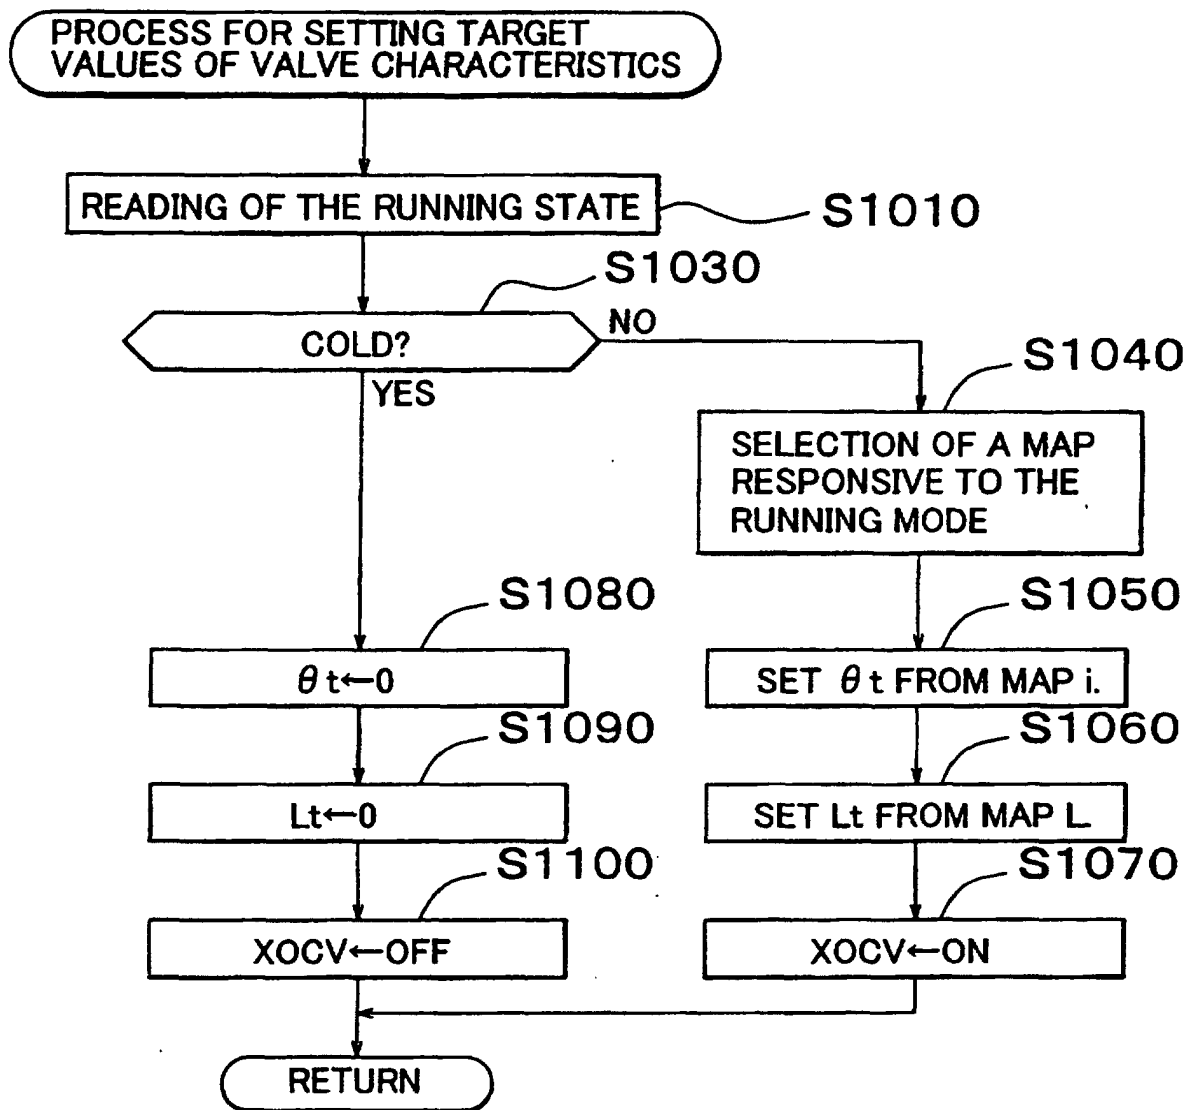 PROCESS FOR SETTING TARGET
VALUES OF VALVE CHARACTERISTICS
READING OF THE RUNNING STATE
S1010
S1030
COLD?
NO
YES
S1040
SELECTION OF A MAP
RESPONSIVE TO THE
RUNNING MODE
S1080
θt←0
S1050
SET θt FROM MAP i.
S1090
Lt←0
S1060
SET Lt FROM MAP L.
S1100
XOCV←OFF
S1070
XOCV←ON
RETURN